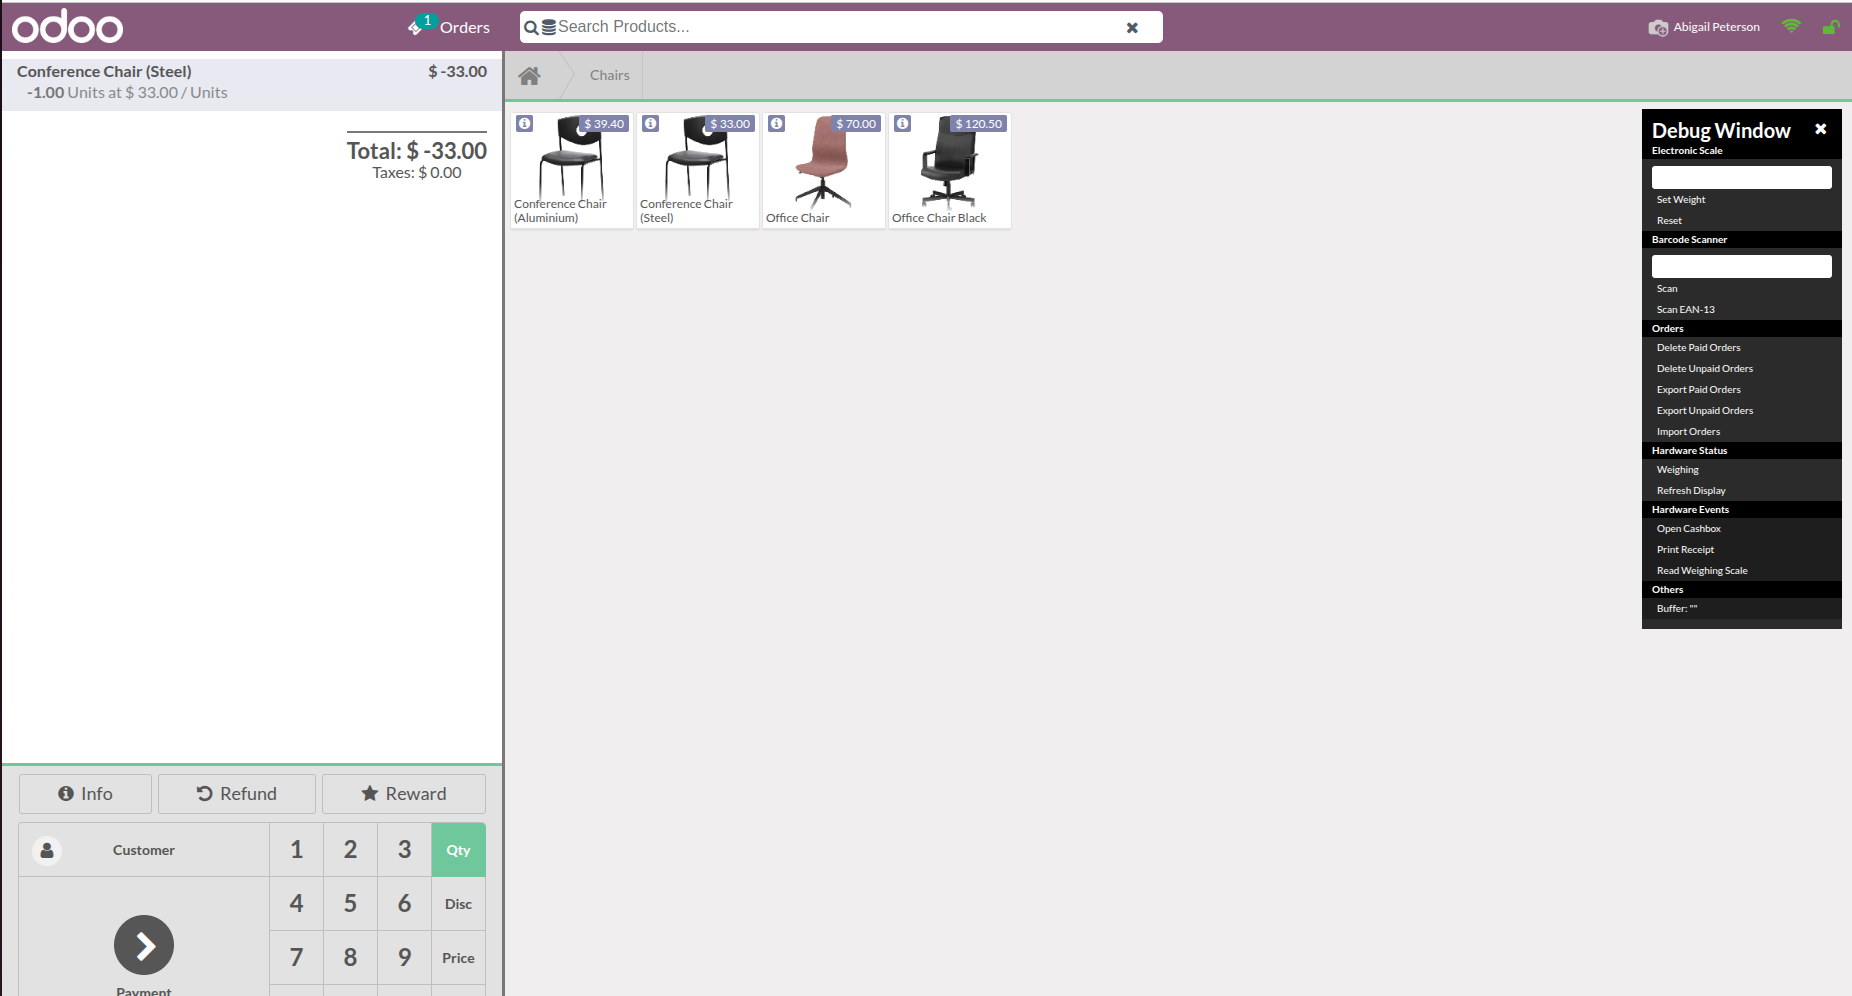 odoo
1
Orders
Search Products...
Abigail Peterson
Conference Chair (Steel)
$ -33.00
-1.00 Units at $ 33.00 / Units
Total: $ -33.00
Taxes: $ 0.00
Chairs
$ 39.40
Conference Chair
(Aluminium)
$ 33.00
Conference Chair
(Steel)
$ 70.00
Office Chair
$ 120.50
Office Chair Black
Debug Window
Electronic Scale
Set Weight
Reset
Barcode Scanner
Scan
Scan EAN-13
Orders
Delete Paid Orders
Delete Unpaid Orders
Export Paid Orders
Export Unpaid Orders
Import Orders
Hardware Status
Weighing
Refresh Display
Hardware Events
Open Cashbox
Print Receipt
Read Weighing Scale
Others
Buffer: ""
Info
Refund
Reward
Customer
1
2
3
Qty
4
5
6
Disc
7
8
9
Price
Payment